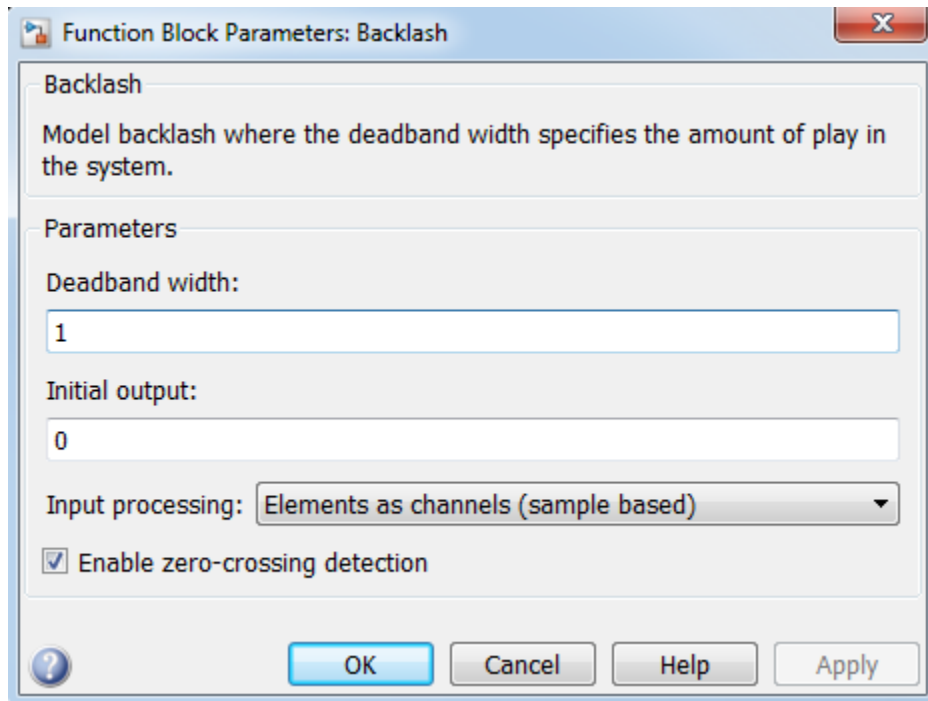 Function Block Parameters: Backlash
Backlash
Model backlash where the deadband width specifies the amount of play in
the system.
Parameters
Deadband width:
1
Initial output:
0
Input processing: Elements as channels (sample based)
Enable zero-crossing detection
? OK Cancel Help Apply